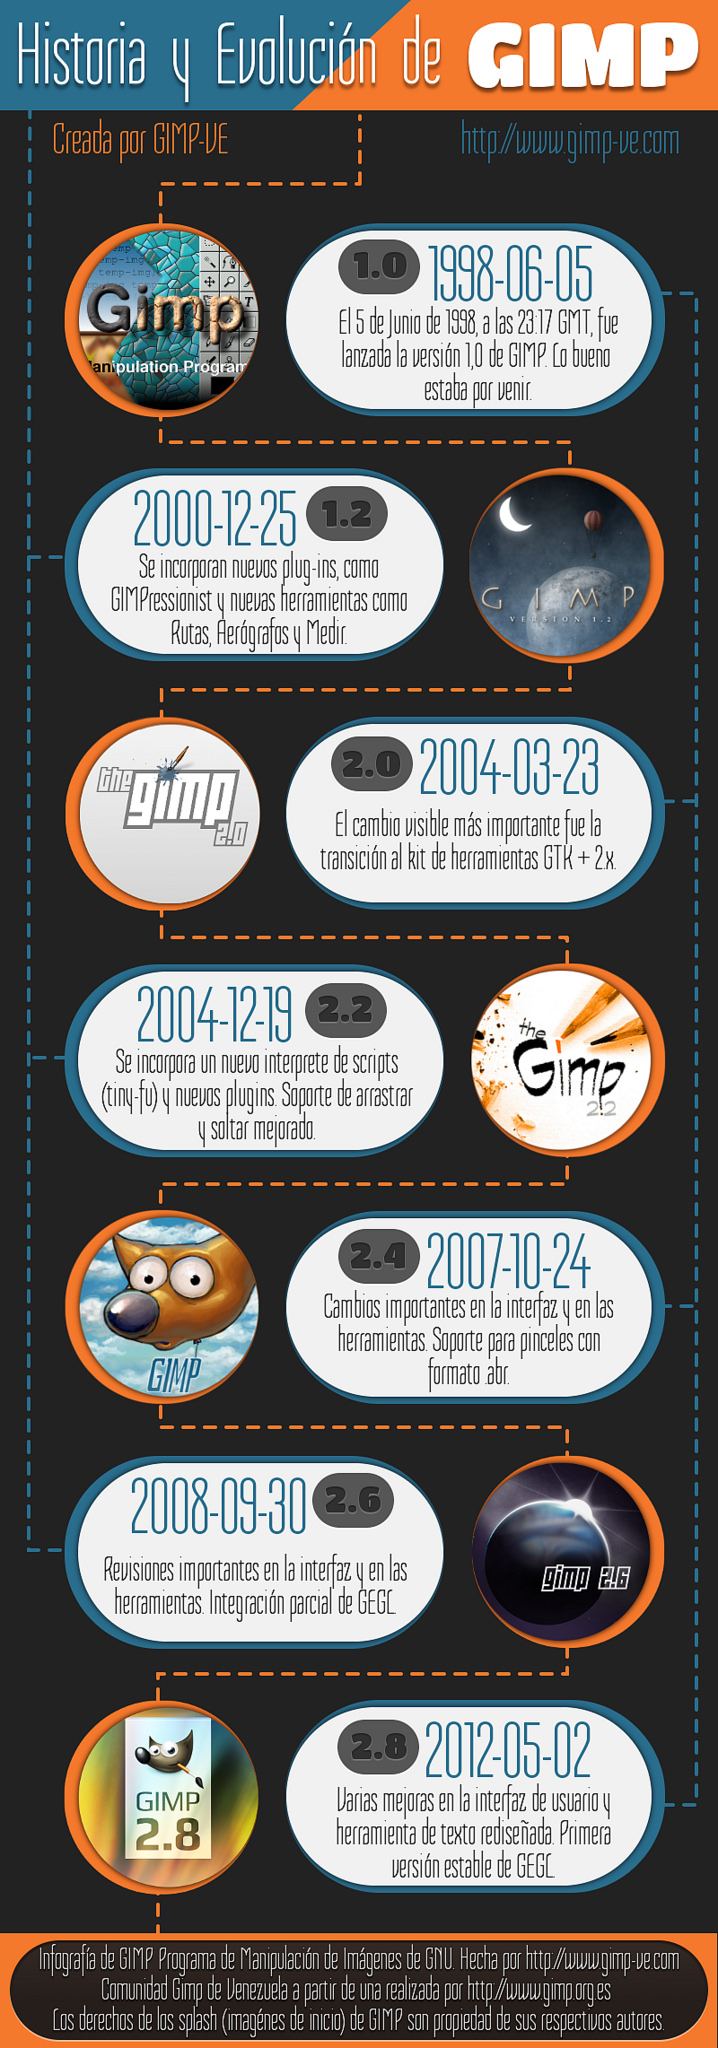 Historia y Evolución de GIMP
Creada por GIMP-VE
http://www.gimp-ve.com
temp-img
Gimp
anipulation Program
1.0 1998-06-05
El 5 de Junio de 1998, a las 23:17 GMT, fue
lanzada la versión 1,0 de GIMP. Lo bueno
estaba por venir.
2000-12-25 1.2
Se incorporan nuevos plug-ins, como
GIMPressionist y nuevas herramientas como
Rutas, Aerógrafos y Medir.
GIMP
VERSION 1.2
the
gimp
2.0
2.0 2004-03-23
El cambio visible más importante fue la
transición al kit de herramientas GTK + 2.x.
2004-12-19 2.2
Se incorpora un nuevo interprete de scripts
(tiny-fu) y nuevos plugins. Soporte de arrastrar
y soltar mejorado.
the
Gimp
2.2
GIMP
2.4 2007-10-24
Cambios importantes en la interfaz y en las
herramientas. Soporte para pinceles con
formato .abr.
2008-09-30 2.6
Revisiones importantes en la interfaz y en las
herramientas. Integración parcial de GEGL.
gimp 2.6
GIMP
2.8
2.8 2012-05-02
Varias mejoras en la interfaz de usuario y
herramienta de texto rediseñada. Primera
versión estable de GEGL.
Infografía de GIMP Programa de Manipulación de Imágenes de GNU. Hecha por http://www.gimp-ve.com
Comunidad Gimp de Venezuela a partir de una realizada por http://www.gimp.org.es
Los derechos de los splash (imagénes de inicio) de GIMP son propiedad de sus respectivos autores.